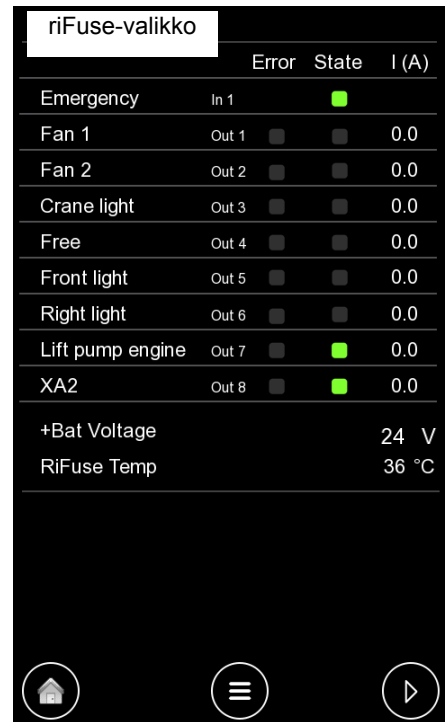 riFuse-valikko
Error State I (A)
Emergency In 1
Fan 1 Out 1 0.0
Fan 2 Out 2 0.0
Crane light Out 3 0.0
Free Out 4 0.0
Front light Out 5 0.0
Right light Out 6 0.0
Lift pump engine Out 7 0.0
XA2 Out 8 0.0
+Bat Voltage 24 V
RiFuse Temp 36 °C